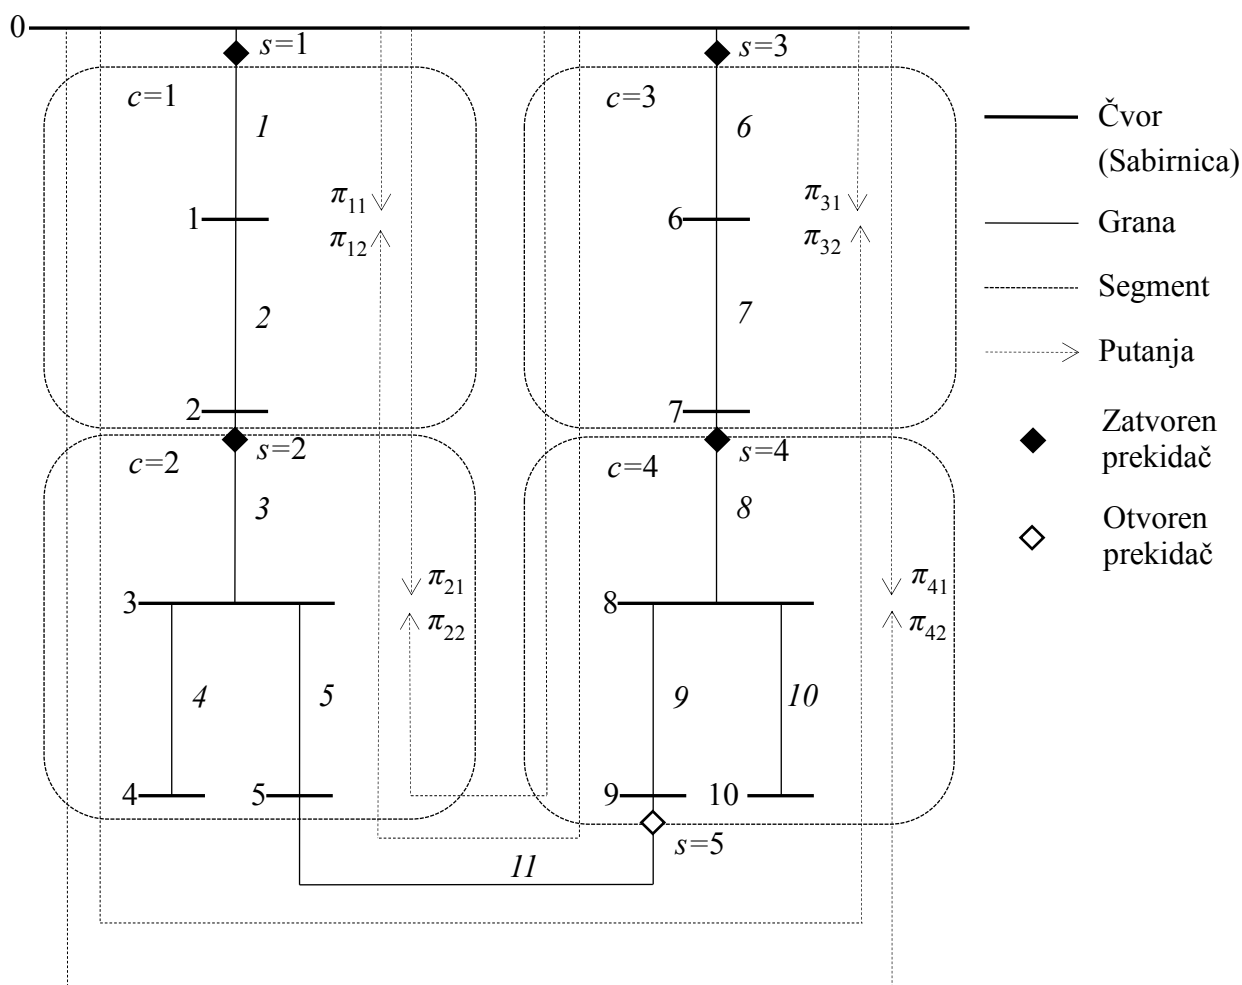 0
s=1
s=3
c=1
c=3
1
6
Čvor
(Sabirnica)
π11
π12
π31
π32
1
6
Grana
2
7
Segment
Putanja
2
7
s=2
s=4
c=2
c=4
Zatvoren
prekidač
3
8
Otvoren
prekidač
π21
π22
π41
π42
3
8
4
5
9
10
4
5
9
10
s=5
11